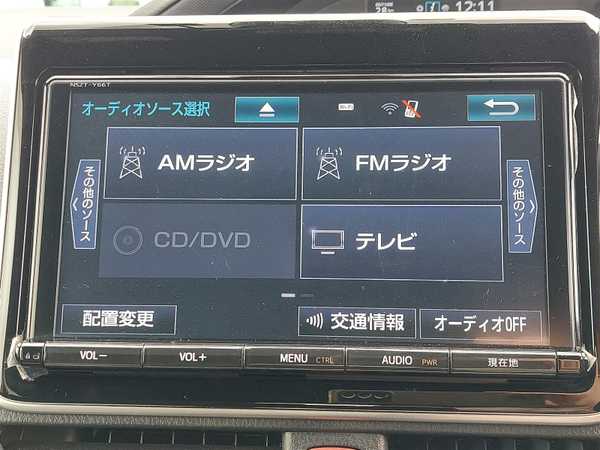 12:11
NSZT-Y66T
オーディオソース選択
Wi-Fi
AMラジオ
FMラジオ
その他のソース
その他のソース
CD/DVD
テレビ
配置変更
交通情報
オーディオOFF
VOL−
VOL+
MENU CTRL
AUDIO PWR
現在地